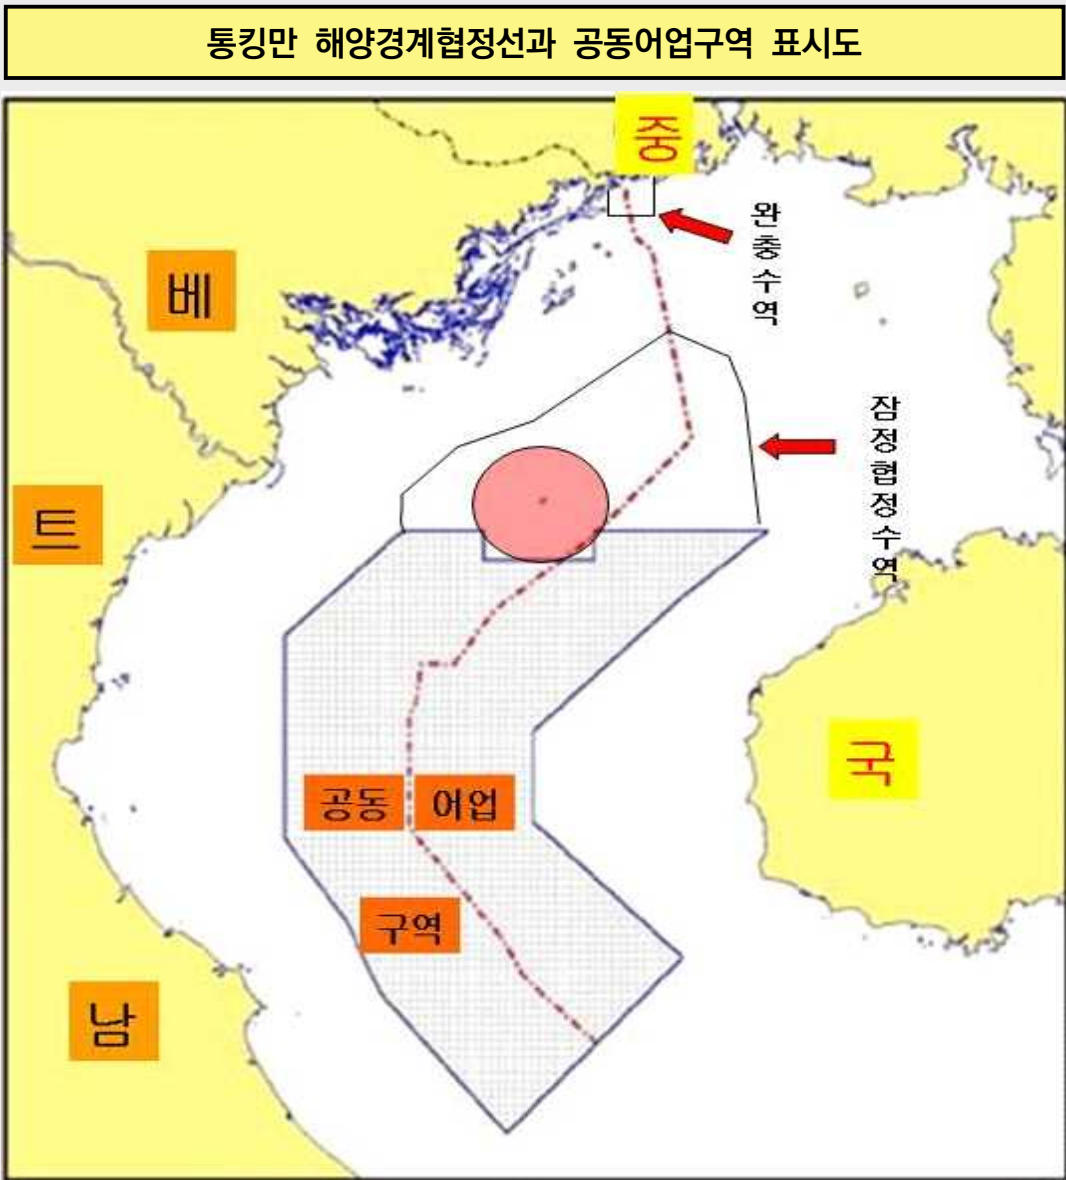 통킹만 해양경계협정선과 공동어업구역 표시도
중
국
베
트
남
완충수역
잠정협정수역
공동 어업
구역